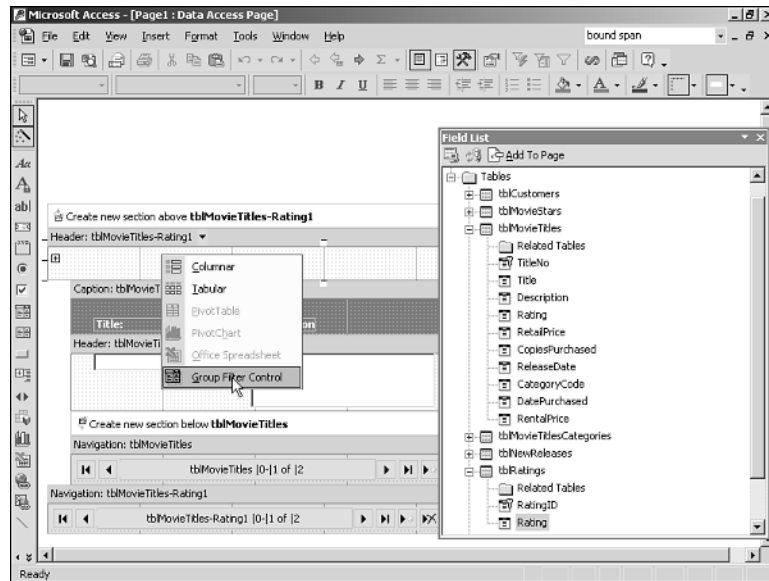 Microsoft Access - [Page1 : Data Access Page]
File Edit View Insert Format Tools Window Help
bound span
B I U
Field List
Add To Page
Tables
tblCustomers
tblMovieStars
tblMovieTitles
Related Tables
TitleNo
Title
Description
Rating
RetailPrice
CopiesPurchased
ReleaseDate
CategoryCode
DatePurchased
RentalPrice
tblMovieTitlesCategories
tblNewReleases
tblRatings
Related Tables
RatingID
Rating
Create new section above tblMovieTitles-Rating1
Header: tblMovieTitles-Rating1
Columnar
Tabular
PivotTable
PivotChart
Office Spreadsheet
Group Filter Control
Caption: tblMovieT
Title: on
Header: tblMovieTi
Create new section below tblMovieTitles
Navigation: tblMovieTitles
tblMovieTitles |0-|1 of |2
Navigation: tblMovieTitles-Rating1
tblMovieTitles-Rating1 |0-|1 of |2
Ready